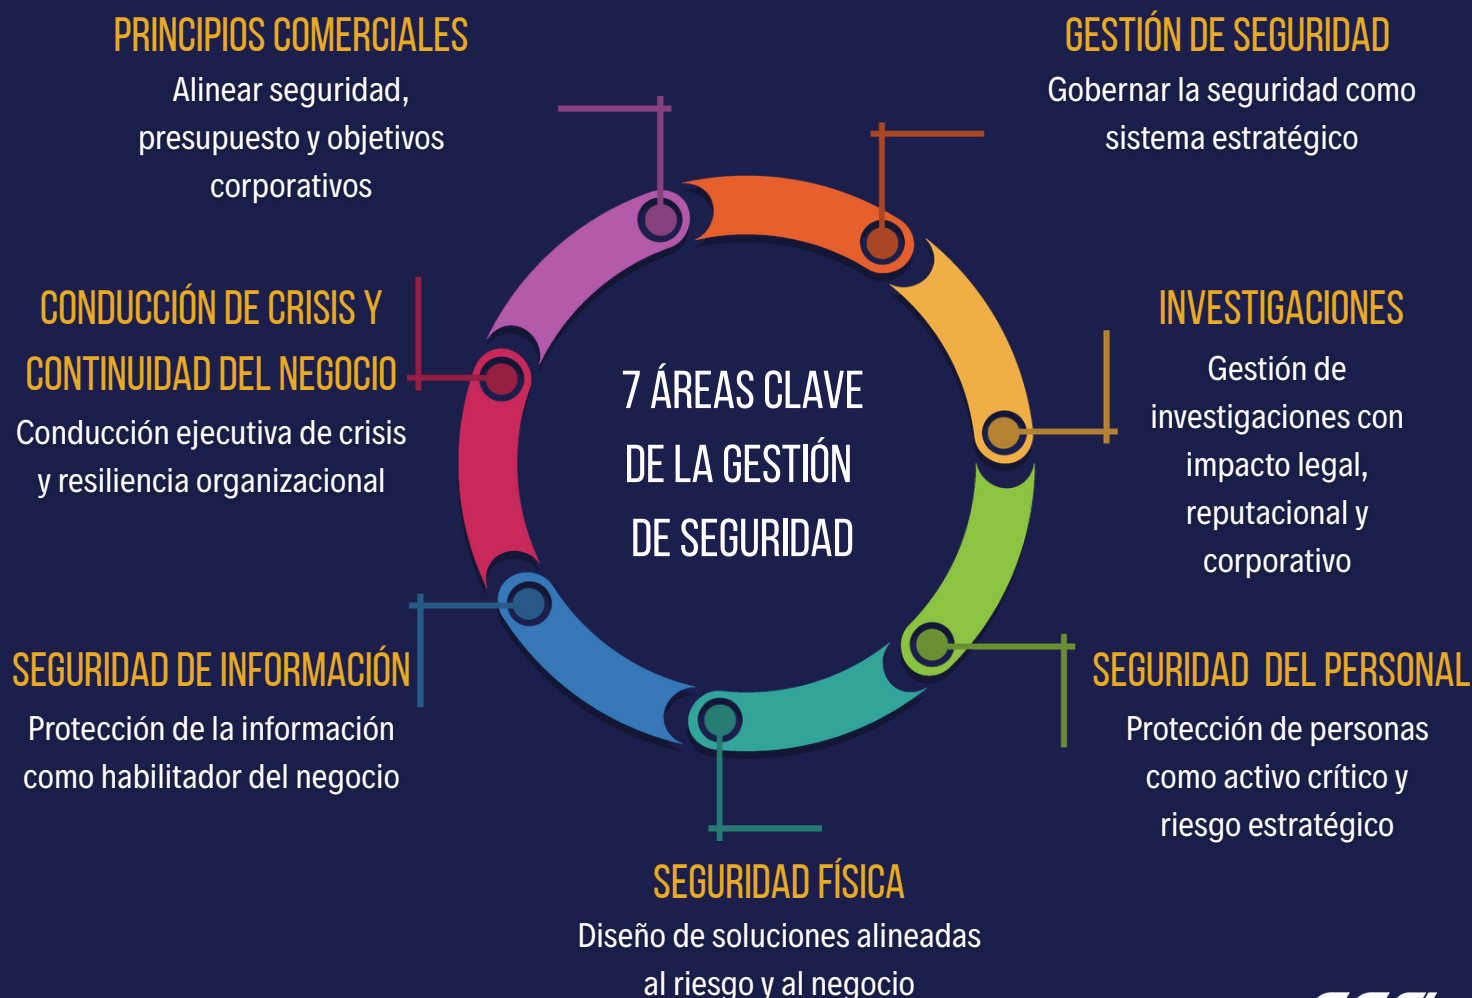 PRINCIPIOS COMERCIALES
Alinear seguridad,
presupuesto y objetivos
corporativos
GESTIÓN DE SEGURIDAD
Gobernar la seguridad como
sistema estratégico
CONDUCCIÓN DE CRISIS Y
CONTINUIDAD DEL NEGOCIO
Conducción ejecutiva de crisis
y resiliencia organizacional
7 ÁREAS CLAVE
DE LA GESTIÓN
DE SEGURIDAD
INVESTIGACIONES
Gestión de
investigaciones con
impacto legal,
reputacional y
corporativo
SEGURIDAD DE INFORMACIÓN
Protección de la información
como habilitador del negocio
SEGURIDAD DEL PERSONAL
Protección de personas
como activo crítico y
riesgo estratégico
SEGURIDAD FÍSICA
Diseño de soluciones alineadas
al riesgo y al negocio